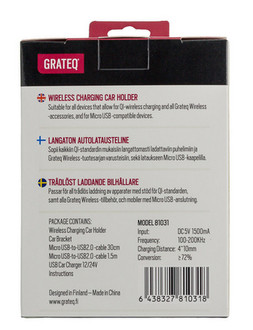 GRATEQ
WIRELESS CHARGING CAR HOLDER
Suitable for all devices that allow for QI-wireless charging and all Grateq Wireless
-accessories, and for Micro USB -compatible devices.
LANGATON AUTOLATAUSTELINE
Sopii kaikkiin QI-standardin mukaisiin langattomasti ladattaviin puhelimiin ja
Grateq Wireless-tuotesarjan varusteisiin, sekä lataukseen Micro USB -kaapelilla.
TRÅDLÖST LADDANDE BILHÅLLARE
Passar för all trådlös laddning av apparater med stöd för QI-standarden,
samt alla Grateq Wireless-tillbehör, och mobiler med Micro USB-anslutning.
PACKAGE CONTAINS:
Wireless Charging Car Holder
Car Bracket
Micro USB-to-USB2.0 -cable 30cm
Micro USB-to-USB2.0 -cable 1.5m
USB Car Charger 12/24V
Instructions
Designed in Finland – Made in China
www.grateq.fi
MODEL 81031
Input: DC5V 1500mA
Frequency: 100-200KHz
Charging Distance: 4~10mm
Conversion: ≥72%
6 438327 810318